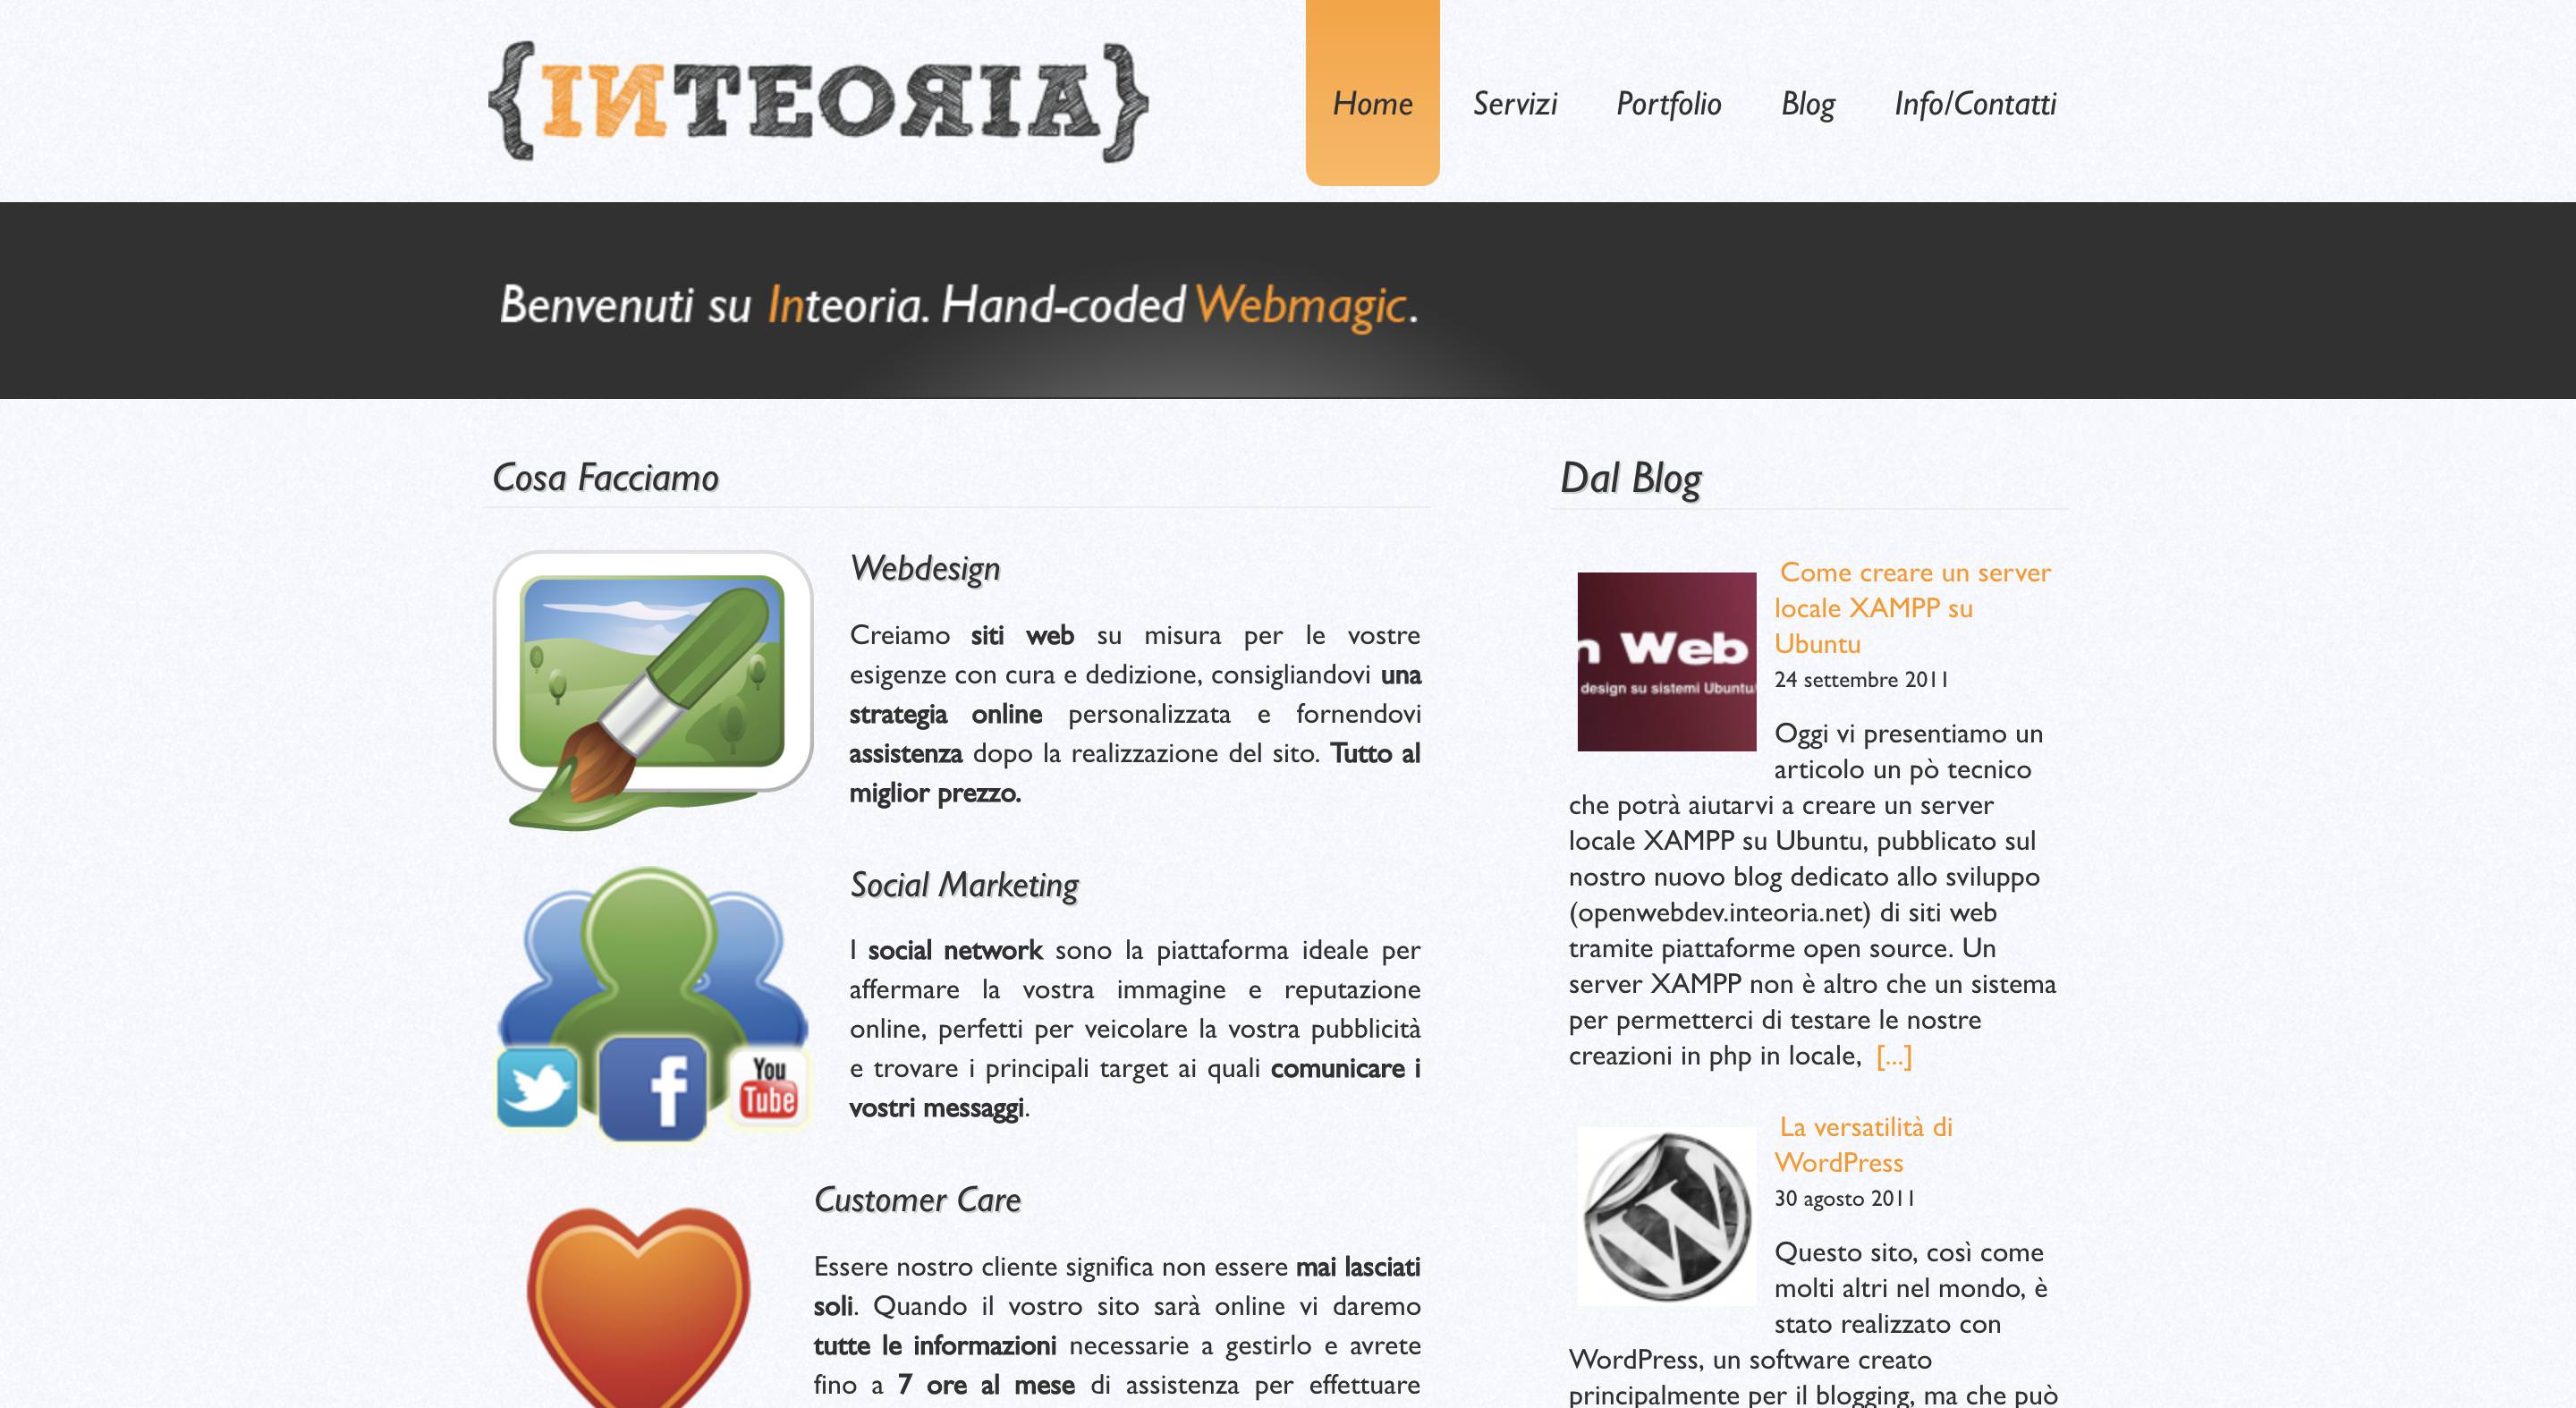 {INTEORIA}
Home
Servizi
Portfolio
Blog
Info/Contatti
Benvenuti su Inteoria. Hand-coded Webmagic.
Cosa Facciamo
Webdesign
Creiamo siti web su misura per le vostre
esigenze con cura e dedizione, consigliandovi una
strategia online personalizzata e fornendovi
assistenza dopo la realizzazione del sito. Tutto al
miglior prezzo.
Social Marketing
I social network sono la piattaforma ideale per
affermare la vostra immagine e reputazione
online, perfetti per veicolare la vostra pubblicità
e trovare i principali target ai quali comunicare i
vostri messaggi.
f
You
Tube
Customer Care
Essere nostro cliente significa non essere mai lasciati
soli. Quando il vostro sito sarà online vi daremo
tutte le informazioni necessarie a gestirlo e avrete
fino a 7 ore al mese di assistenza per effettuare
Dal Blog
n Web
design su sistemi Ubuntu
Come creare un server
locale XAMPP su
Ubuntu
24 settembre 2011
Oggi vi presentiamo un
articolo un pò tecnico
che potrà aiutarvi a creare un server
locale XAMPP su Ubuntu, pubblicato sul
nostro nuovo blog dedicato allo sviluppo
(openwebdev.inteoria.net) di siti web
tramite piattaforme open source. Un
server XAMPP non è altro che un sistema
per permetterci di testare le nostre
creazioni in php in locale, [...]
W
La versatilità di
WordPress
30 agosto 2011
Questo sito, così come
molti altri nel mondo, è
stato realizzato con
WordPress, un software creato
principalmente per il blogging, ma che può